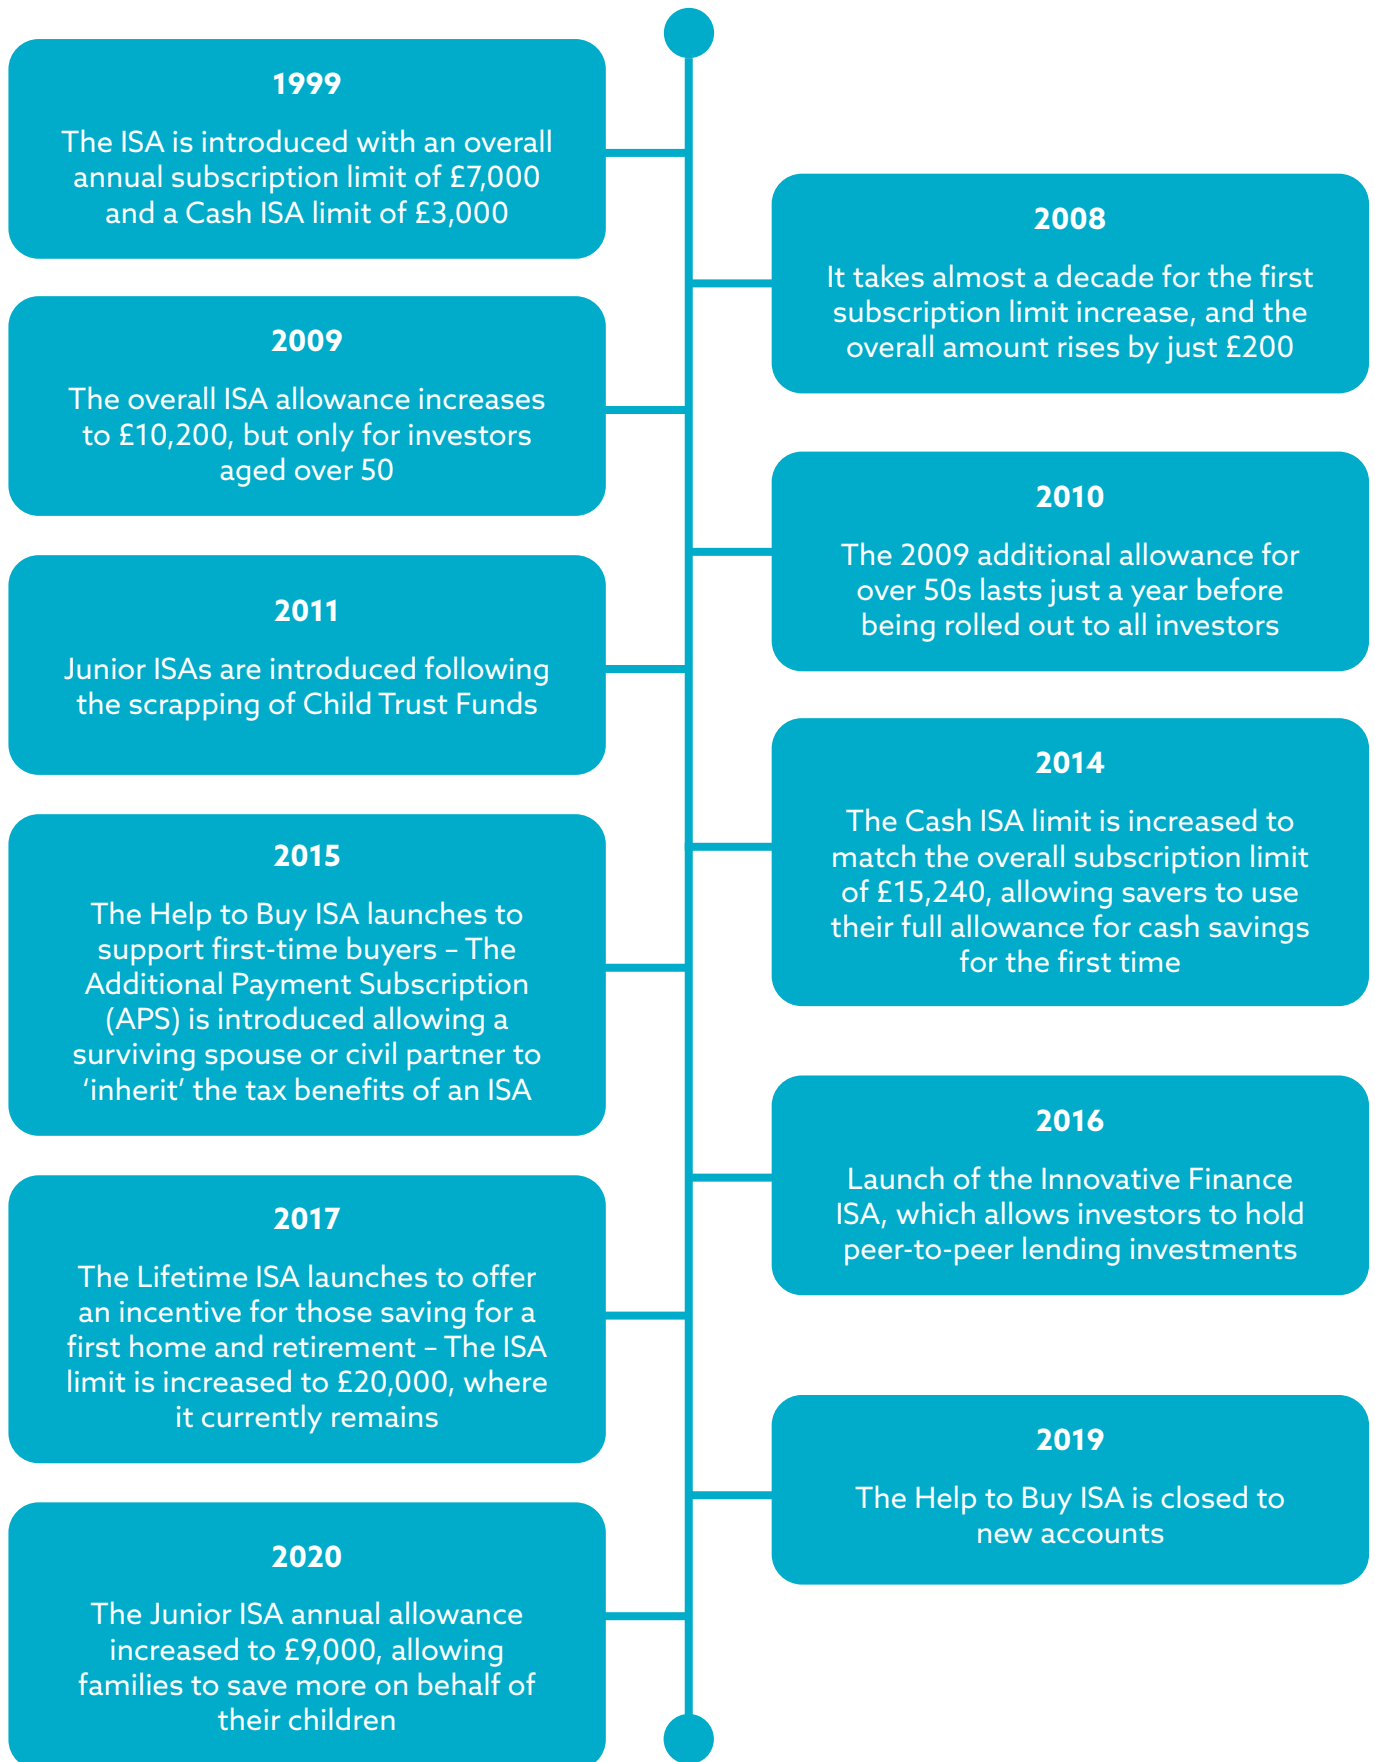 1999
The ISA is introduced with an overall
annual subscription limit of £7,000
and a Cash ISA limit of £3,000
2008
It takes almost a decade for the first
subscription limit increase, and the
overall amount rises by just £200
2009
The overall ISA allowance increases
to £10,200, but only for investors
aged over 50
2010
The 2009 additional allowance for
over 50s lasts just a year before
being rolled out to all investors
2011
Junior ISAs are introduced following
the scrapping of Child Trust Funds
2014
The Cash ISA limit is increased to
match the overall subscription limit
of £15,240, allowing savers to use
their full allowance for cash savings
for the first time
2015
The Help to Buy ISA launches to
support first-time buyers – The
Additional Payment Subscription
(APS) is introduced allowing a
surviving spouse or civil partner to
‘inherit’ the tax benefits of an ISA
2016
Launch of the Innovative Finance
ISA, which allows investors to hold
peer-to-peer lending investments
2017
The Lifetime ISA launches to offer
an incentive for those saving for a
first home and retirement – The ISA
limit is increased to £20,000, where
it currently remains
2019
The Help to Buy ISA is closed to
new accounts
2020
The Junior ISA annual allowance
increased to £9,000, allowing
families to save more on behalf of
their children